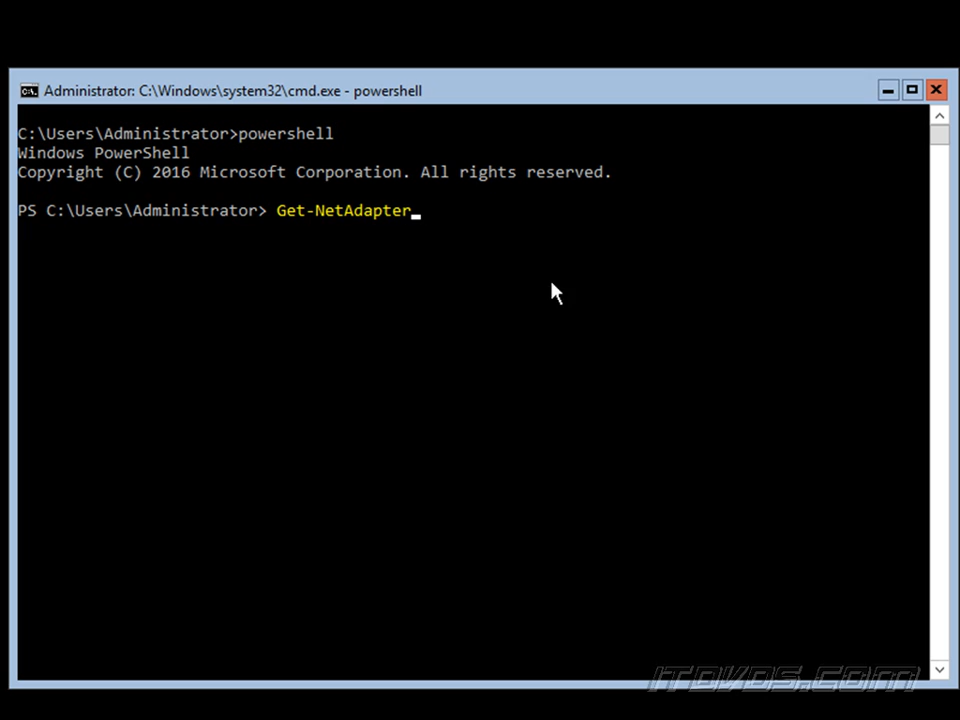 Administrator: C:\Windows\system32\cmd.exe - powershell
C:\Users\Administrator>powershell
Windows PowerShell
Copyright (C) 2016 Microsoft Corporation. All rights reserved.
PS C:\Users\Administrator> Get-NetAdapter
ITDVDS.COM